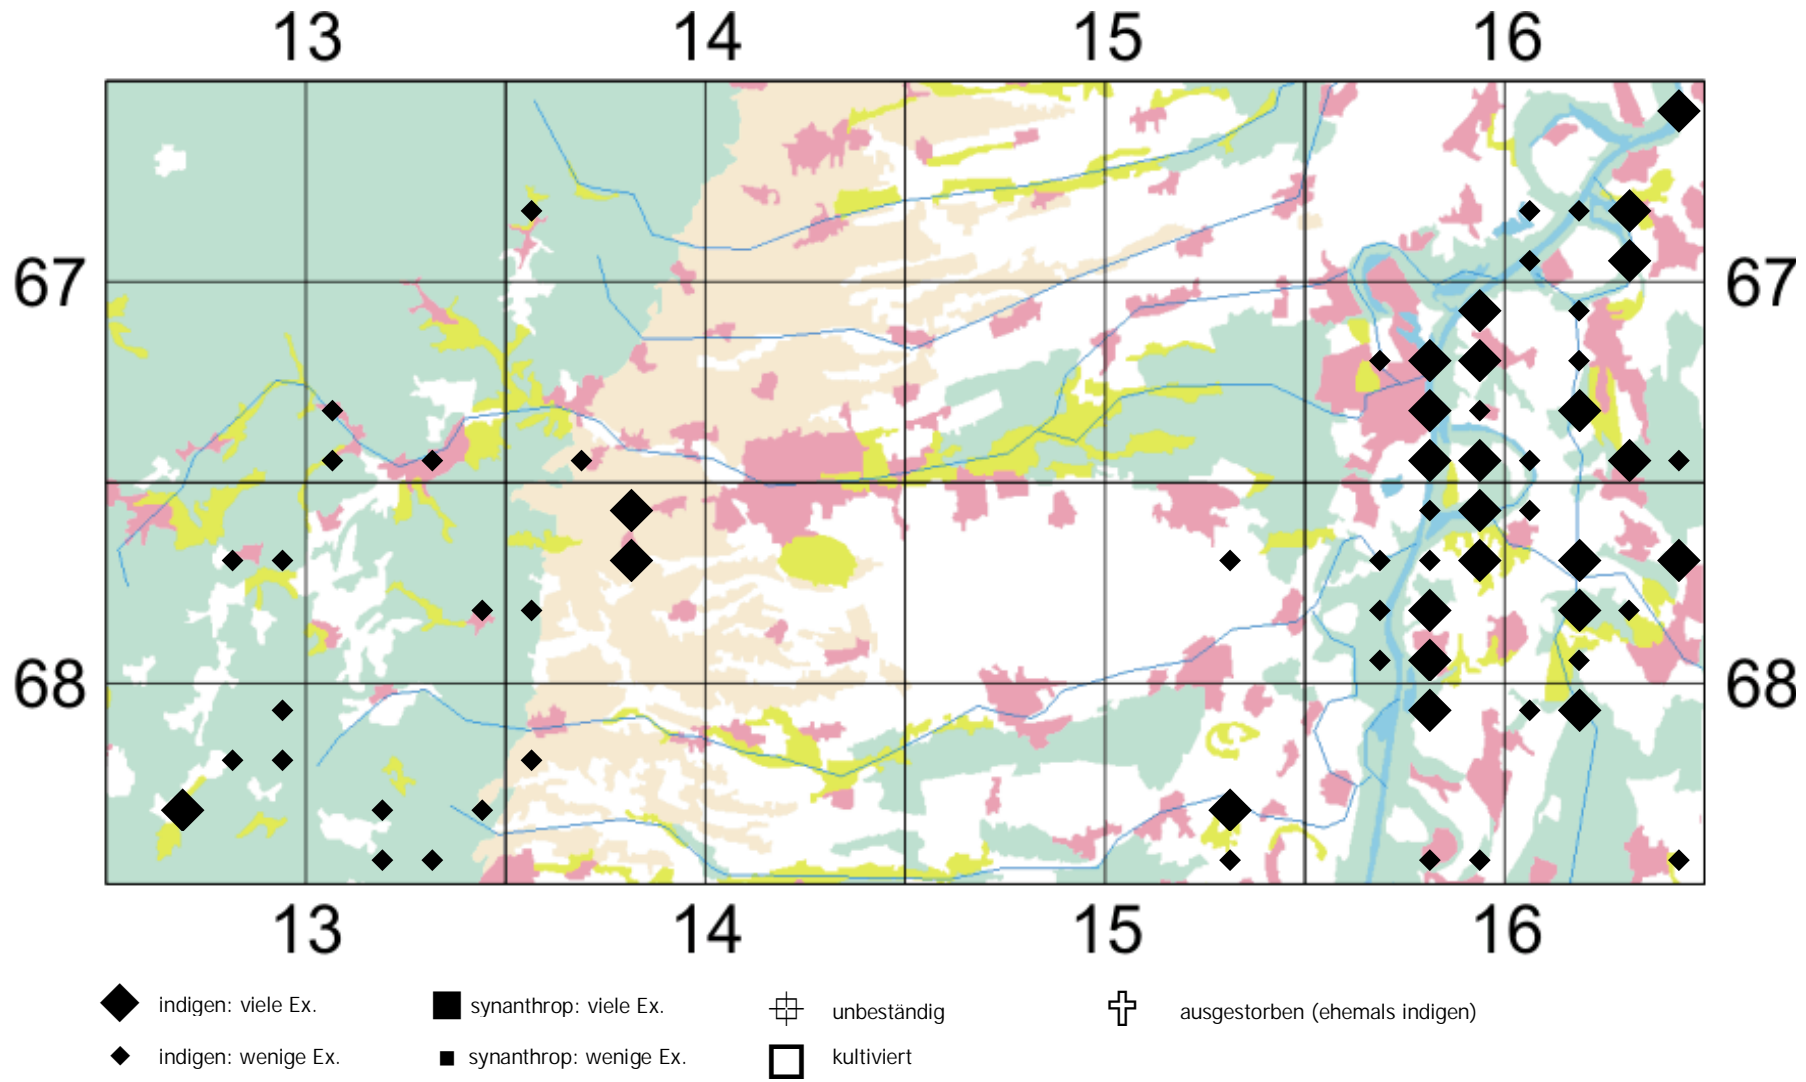 13 14 15 16
67 67
68 68
13 14 15 16
indigen: viele Ex. synanthrop: viele Ex. unbeständig ausgestorben (ehemals indigen)
indigen: wenige Ex. synanthrop: wenige Ex. kultiviert